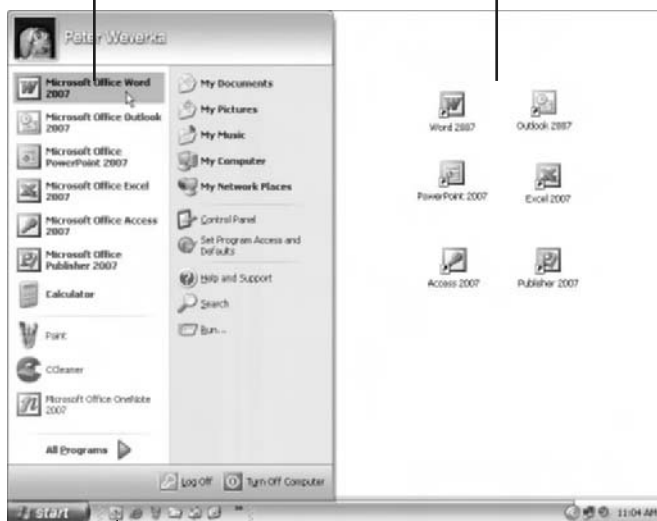 Peter Weverka
Microsoft Office Word
2007
Microsoft Office Outlook
2007
Microsoft Office
PowerPoint 2007
Microsoft Office Excel
2007
Microsoft Office Access
2007
Microsoft Office
Publisher 2007
Calculator
Paint
CCleaner
Microsoft Office OneNote
2007
All Programs
My Documents
My Pictures
My Music
My Computer
My Network Places
Control Panel
Set Program Access and
Defaults
Help and Support
Search
Run...
Log Off
Turn Off Computer
Word 2007
Outlook 2007
PowerPoint 2007
Excel 2007
Access 2007
Publisher 2007
start
11:04 AM